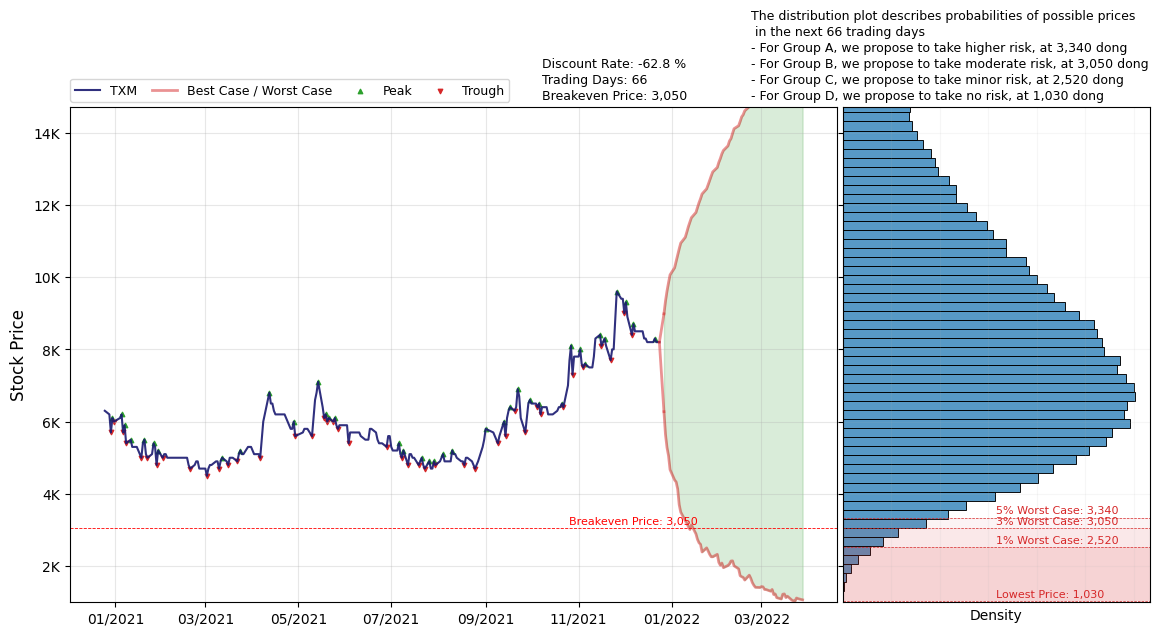 The distribution plot describes probabilities of possible prices
in the next 66 trading days
- For Group A, we propose to take higher risk, at 3,340 dong
- For Group B, we propose to take moderate risk, at 3,050 dong
- For Group C, we propose to take minor risk, at 2,520 dong
- For Group D, we propose to take no risk, at 1,030 dong
Discount Rate: -62.8 %
Trading Days: 66
Breakeven Price: 3,050
TXM
Best Case / Worst Case
Peak
Trough
Stock Price
14K
12K
10K
8K
6K
4K
2K
Breakeven Price: 3,050
5% Worst Case: 3,340
3% Worst Case: 3,050
1% Worst Case: 2,520
Lowest Price: 1,030
01/2021
03/2021
05/2021
07/2021
09/2021
11/2021
01/2022
03/2022
Density